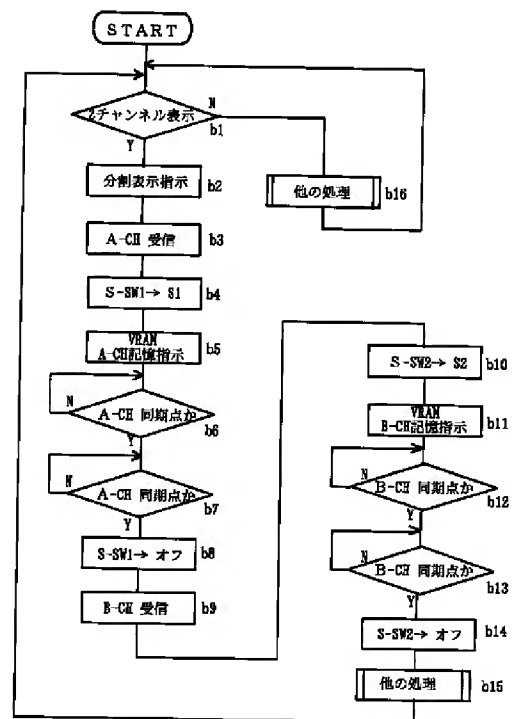 START
2チャンネル表示
N
b1
Y
分割表示指示
b2
他の処理
b16
A-CH 受信
b3
S-SW1→ S1
b4
VRAM
A-CH記憶指示
b5
N
A-CH 同期点か
b6
Y
N
A-CH 同期点か
b7
Y
S-SW1→ オフ
b8
B-CH 受信
b9
S-SW2→ S2
b10
VRAM
B-CH記憶指示
b11
N
B-CH 同期点か
b12
Y
N
B-CH 同期点か
b13
Y
S-SW2→ オフ
b14
他の処理
b15